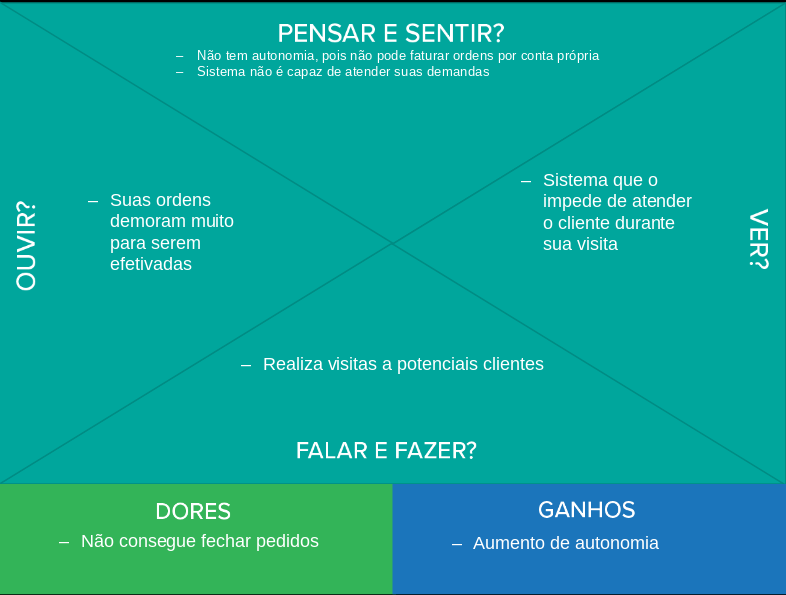 PENSAR E SENTIR?
– Não tem autonomia, pois não pode faturar ordens por conta própria
– Sistema não é capaz de atender suas demandas
OUVIR?
– Suas ordens
demoram muito
para serem
efetivadas
– Sistema que o
impede de atender
o cliente durante
sua visita
VER?
– Realiza visitas a potenciais clientes
FALAR E FAZER?
DORES
– Não consegue fechar pedidos
GANHOS
– Aumento de autonomia